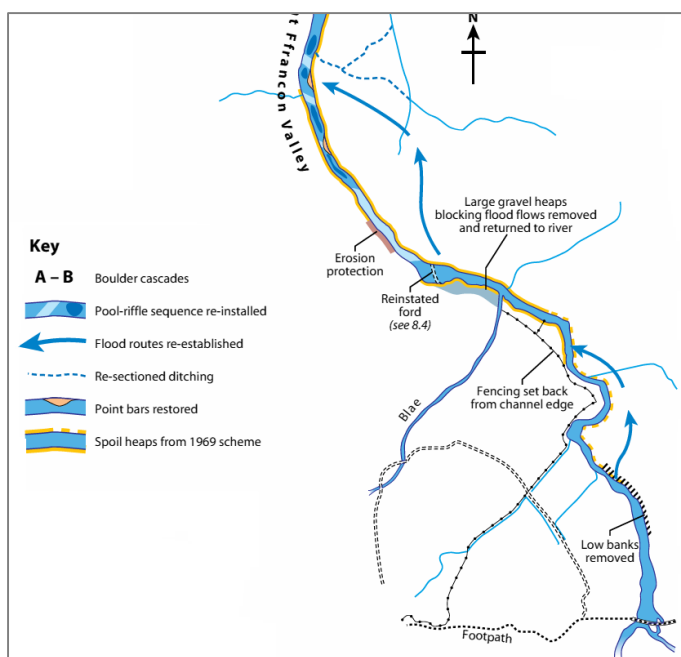 N
t Ffrancon Valley
Large gravel heaps
blocking flood flows removed
and returned to river
Erosion
protection
Reinstated
ford
(see 8.4)
Fencing set back
from channel edge
Blae
Low banks
removed
Footpath
Key
A – B Boulder cascades
Pool-riffle sequence re-installed
Flood routes re-established
Re-sectioned ditching
Point bars restored
Spoil heaps from 1969 scheme